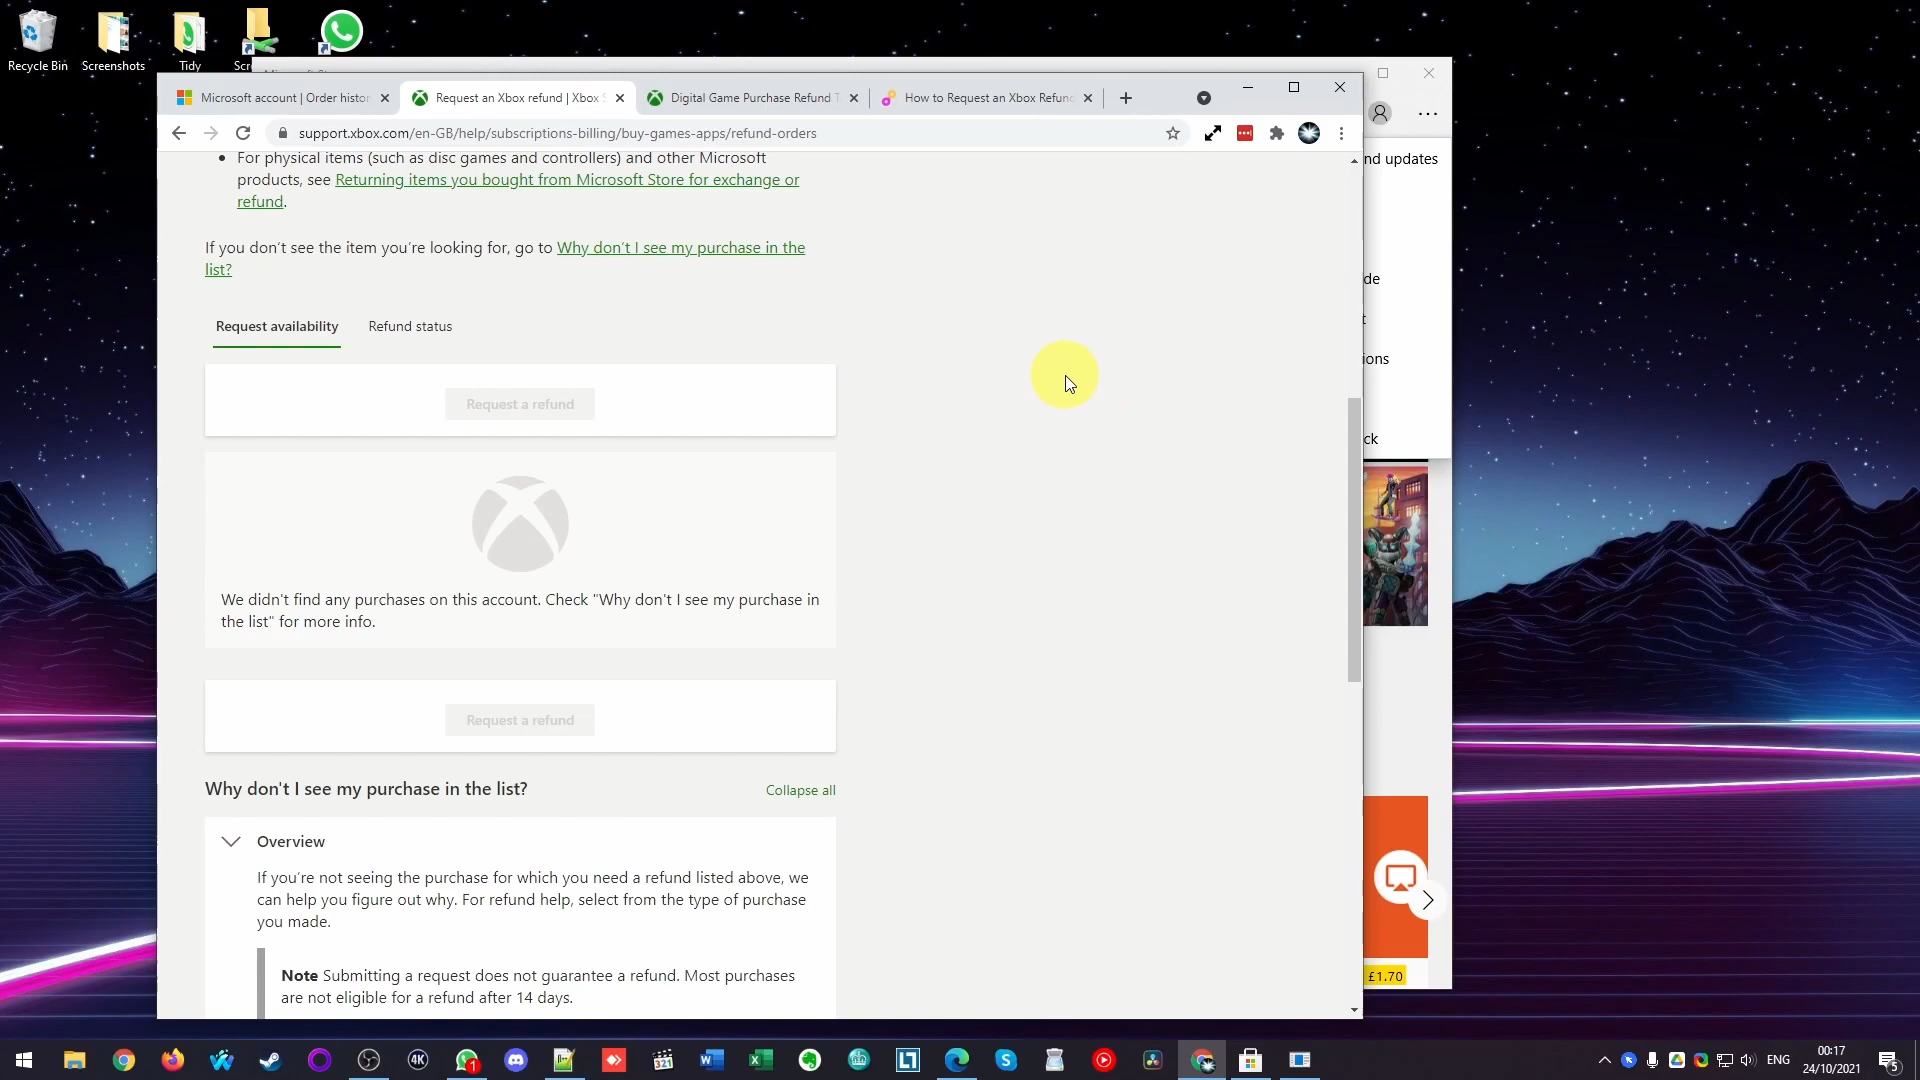 Recycle Bin
Screenshots
Tidy
Scr
Microsoft account | Order histor
Request an Xbox refund | Xbox S
Digital Game Purchase Refund T
How to Request an Xbox Refund
support.xbox.com/en-GB/help/subscriptions-billing/buy-games-apps/refund-orders
nd updates
de
t
ions
ck
£1.70
For physical items (such as disc games and controllers) and other Microsoft
products, see Returning items you bought from Microsoft Store for exchange or
refund.
If you don't see the item you're looking for, go to Why don't I see my purchase in the
list?
Request availability
Refund status
Request a refund
We didn't find any purchases on this account. Check "Why don't I see my purchase in
the list" for more info.
Request a refund
Why don't I see my purchase in the list?
Collapse all
Overview
If you're not seeing the purchase for which you need a refund listed above, we
can help you figure out why. For refund help, select from the type of purchase
you made.
Note Submitting a request does not guarantee a refund. Most purchases
are not eligible for a refund after 14 days.
4K
1
321
ENG
00:17
24/10/2021
5